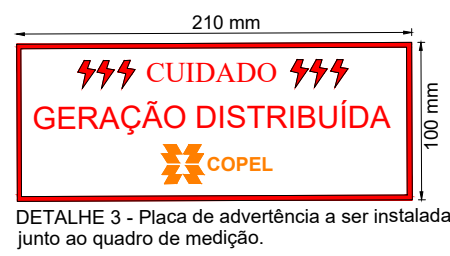 210 mm
CUIDADO
GERAÇÃO DISTRIBUÍDA
COPEL
100 mm
DETALHE 3 - Placa de advertência a ser instalada
junto ao quadro de medição.